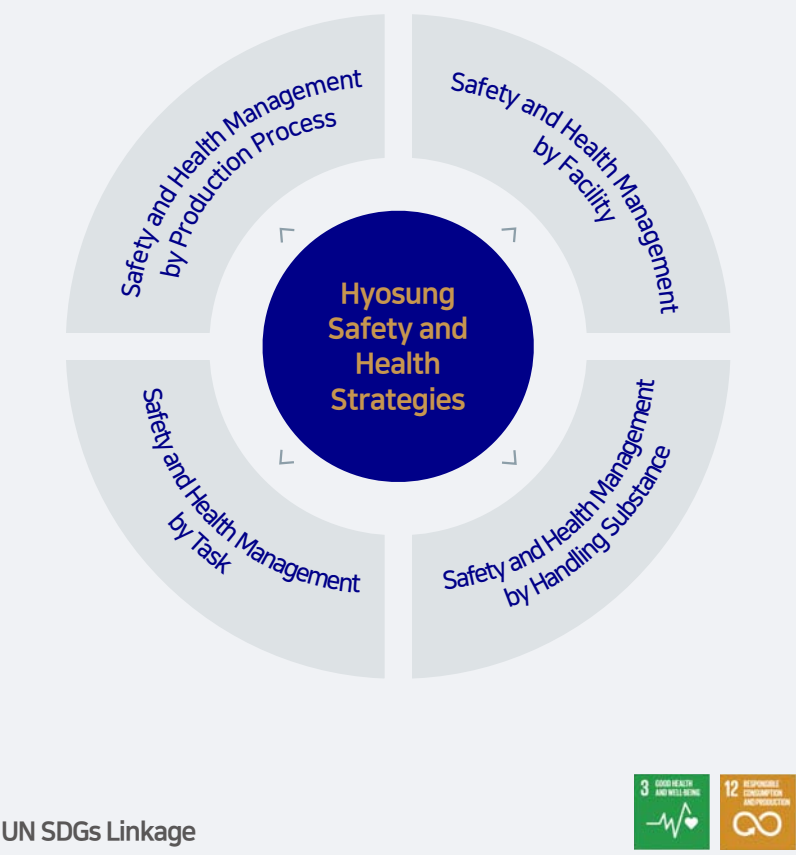 Safety and Health Management
by Production Process
Safety and Health Management
by Facility
Hyosung
Safety and
Health
Strategies
Safety and Health Management
by Task
Safety and Health Management
by Handling Substance
UN SDGs Linkage
3 GOOD HEALTH
AND WELL-BEING
12 RESPONSIBLE
CONSUMPTION
AND PRODUCTION